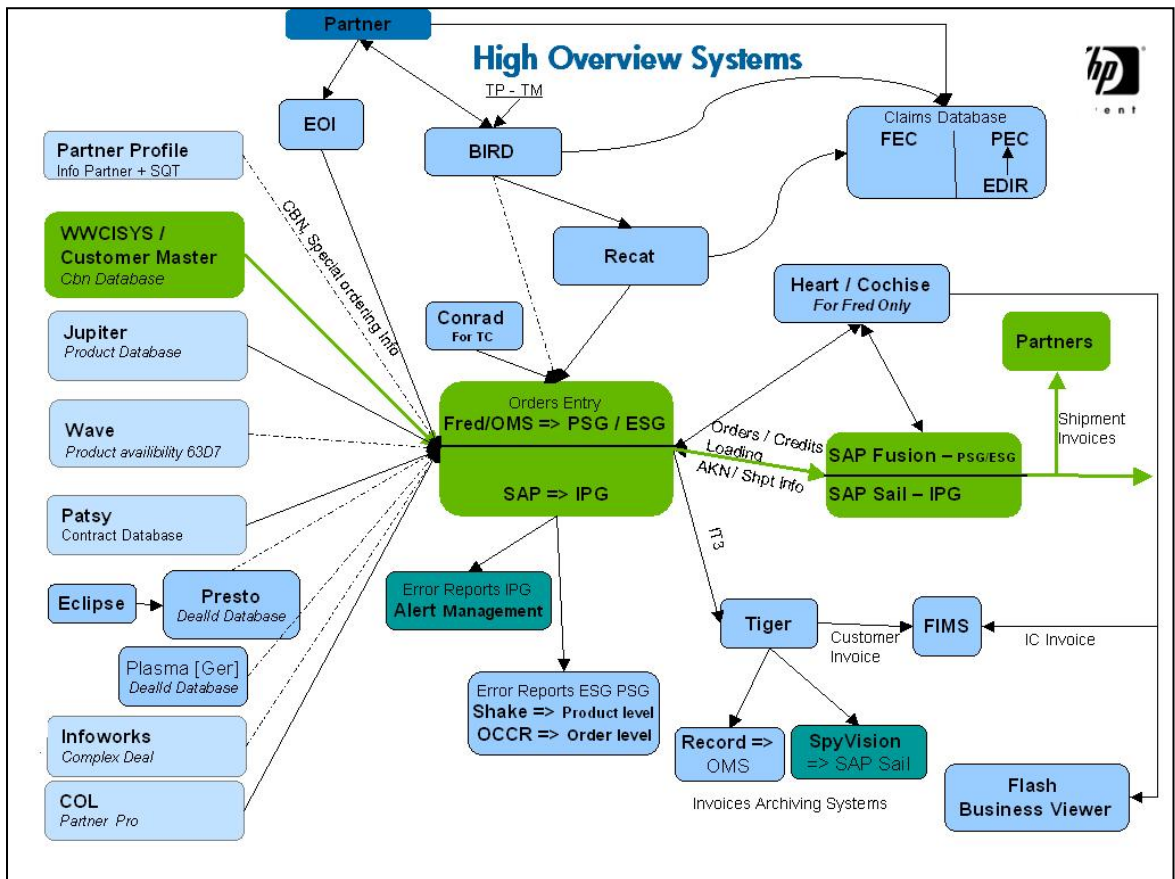 Partner
High Overview Systems
hp
ent
TP - TM
EOI
BIRD
Claims Database
FEC
PEC
EDIR
Partner Profile
Info Partner + SQT
CBN, Special ordering Info
WWCISYS /
Customer Master
Cbn Database
Recat
Heart / Cochise
For Fred Only
Conrad
For TC
Jupiter
Product Database
Partners
Orders Entry
Fred/OMS => PSG / ESG
SAP => IPG
Orders / Credits
Loading
AKN / Shpt Info
Shipment
Invoices
SAP Fusion – PSG/ESG
SAP Sail – IPG
Wave
Product availibility 63D7
Patsy
Contract Database
IT3
Eclipse
Presto
DealId Database
Error Reports IPG
Alert Management
Tiger
Customer
Invoice
FIMS
IC Invoice
Plasma [Ger]
DealId Database
Error Reports ESG PSG
Shake => Product level
OCCR => Order level
Infoworks
Complex Deal
Record =>
OMS
SpyVision
=> SAP Sail
Invoices Archiving Systems
COL
Partner Pro
Flash
Business Viewer